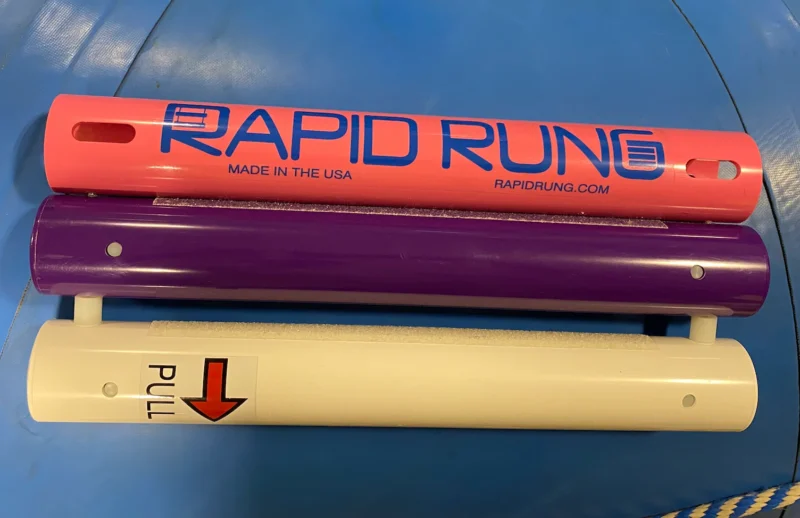 RAPID RUNG
MADE IN THE USA
RAPIDRUNG.COM
PULL